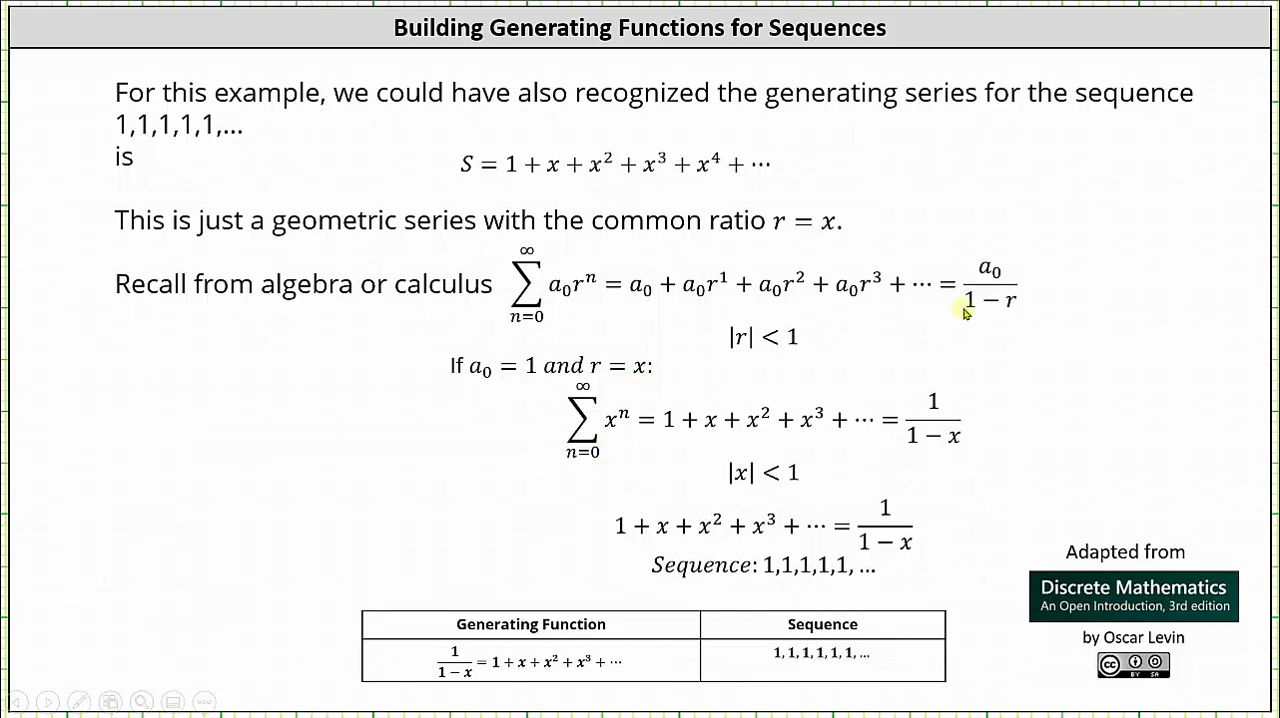 Building Generating Functions for Sequences
For this example, we could have also recognized the generating series for the sequence
1,1,1,1,1,...
is
S = 1 + x + x² + x³ + x⁴ + ⋯
This is just a geometric series with the common ratio r = x.
Recall from algebra or calculus ∞∑n=0 a₀rⁿ = a₀ + a₀r¹ + a₀r² + a₀r³ + ⋯ = a₀/(1 − r)
|r| < 1
If a₀ = 1 and r = x:
∞∑n=0 xⁿ = 1 + x + x² + x³ + ⋯ = 1/(1 − x)
|x| < 1
1 + x + x² + x³ + ⋯ = 1/(1 − x)
Sequence: 1,1,1,1,1, ...
Adapted from
Discrete Mathematics
An Open Introduction, 3rd edition
by Oscar Levin
cc BY SA
Generating Function Sequence
1/(1 − x) = 1 + x + x² + x³ + ⋯ 1, 1, 1, 1, 1, 1, ...